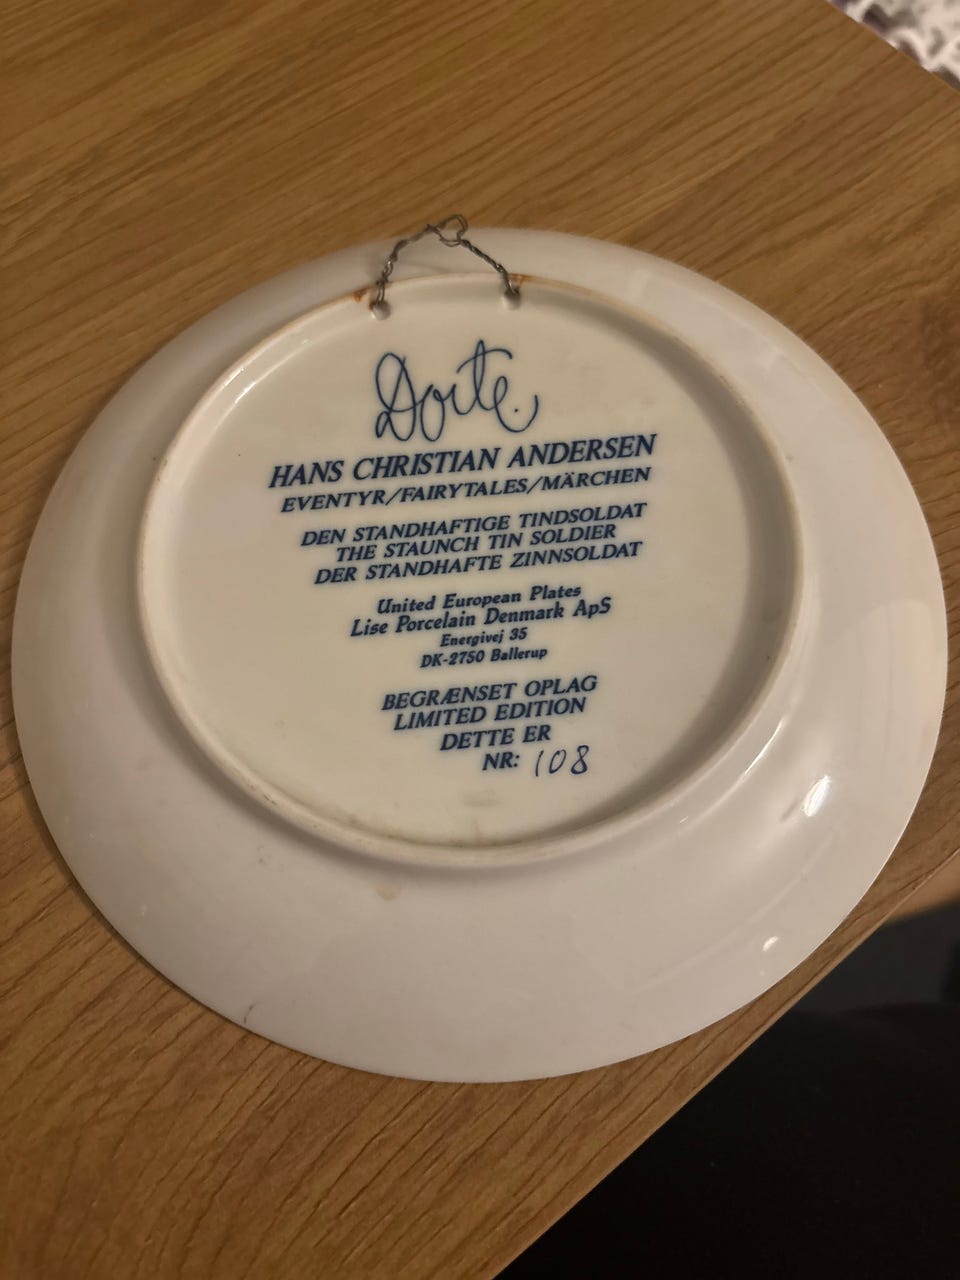 Dorte.
HANS CHRISTIAN ANDERSEN
EVENTYR/FAIRYTALES/MÄRCHEN
DEN STANDHAFTIGE TINDSOLDAT
THE STAUNCH TIN SOLDIER
DER STANDHAFTE ZINNSOLDAT
United European Plates
Lise Porcelain Denmark ApS
Energivej 35
DK-2750 Ballerup
BEGRÆNSET OPLAG
LIMITED EDITION
DETTE ER
NR: 108